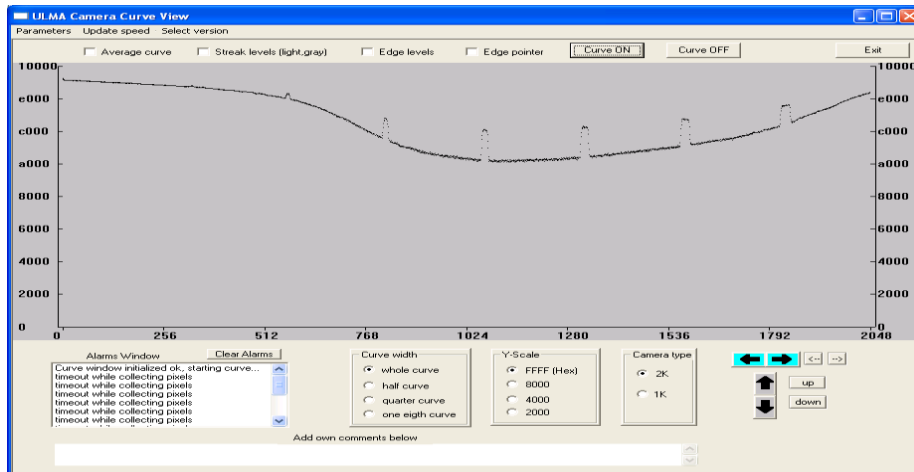 ULMA Camera Curve View
Parameters Update speed Select version
Average curve Streak levels (light,gray) Edge levels Edge pointer Curve ON Curve OFF Exit
10000 10000
e000 e000
c000 c000
a000 a000
8000 8000
6000 6000
4000 4000
2000 2000
0 0
0 256 512 768 1024 1280 1536 1792 2048
Alarms Window Clear Alarms Curve width Y-Scale Camera type
Curve window initialized ok, starting curve... whole curve FFFF (Hex) 2K <-- -->
timeout while collecting pixels half curve 8000 1K up
timeout while collecting pixels quarter curve 4000 down
timeout while collecting pixels one eigth curve 2000
timeout while collecting pixels
timeout while collecting pixels
timeout while collecting pixels
Add own comments below